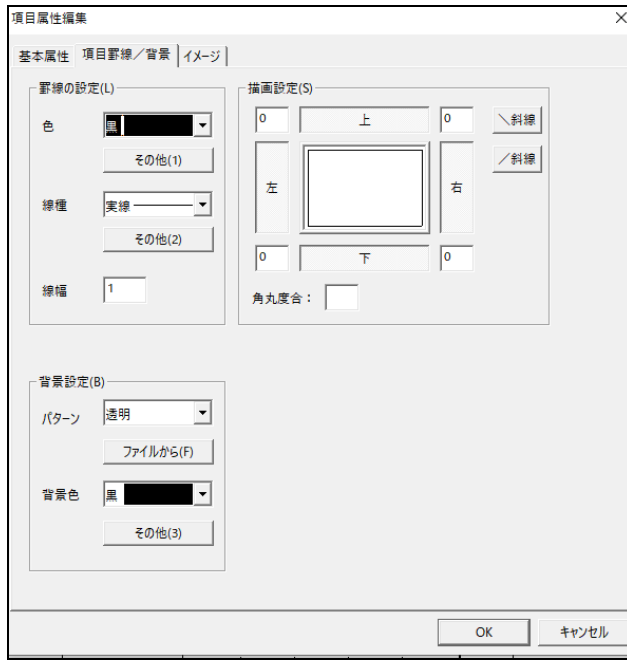 項目属性編集
基本属性 項目罫線／背景 イメージ
罫線の設定(L)
色 黒
その他(1)
線種 実線
その他(2)
線幅 1
描画設定(S)
0 上 0 ＼斜線
／斜線
左 右
0 下 0
角丸度合：
背景設定(B)
パターン 透明
ファイルから(F)
背景色 黒
その他(3)
OK キャンセル